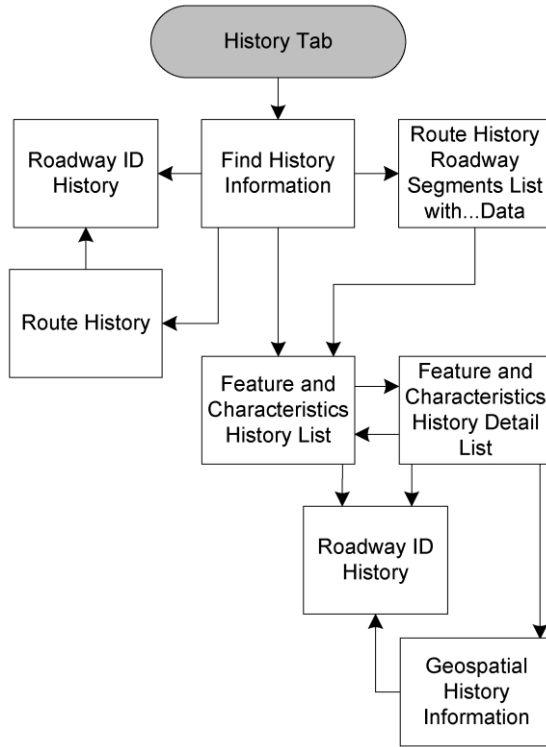 History Tab
Roadway ID
History
Find History
Information
Route History
Roadway
Segments List
with...Data
Route History
Feature and
Characteristics
History List
Feature and
Characteristics
History Detail
List
Roadway ID
History
Geospatial
History
Information